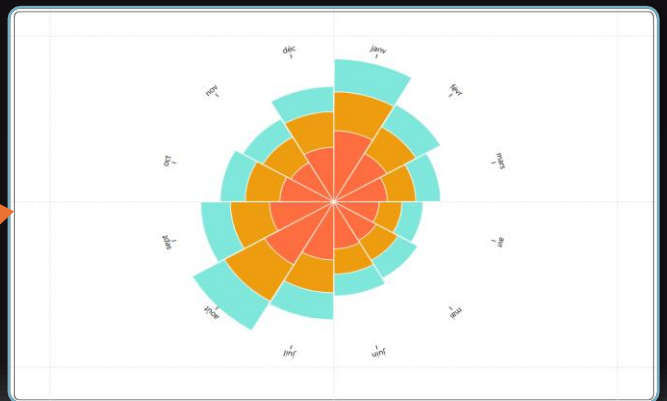 janv
févr
mars
avr
mai
juin
juil
août
sept
oct
nov
déc